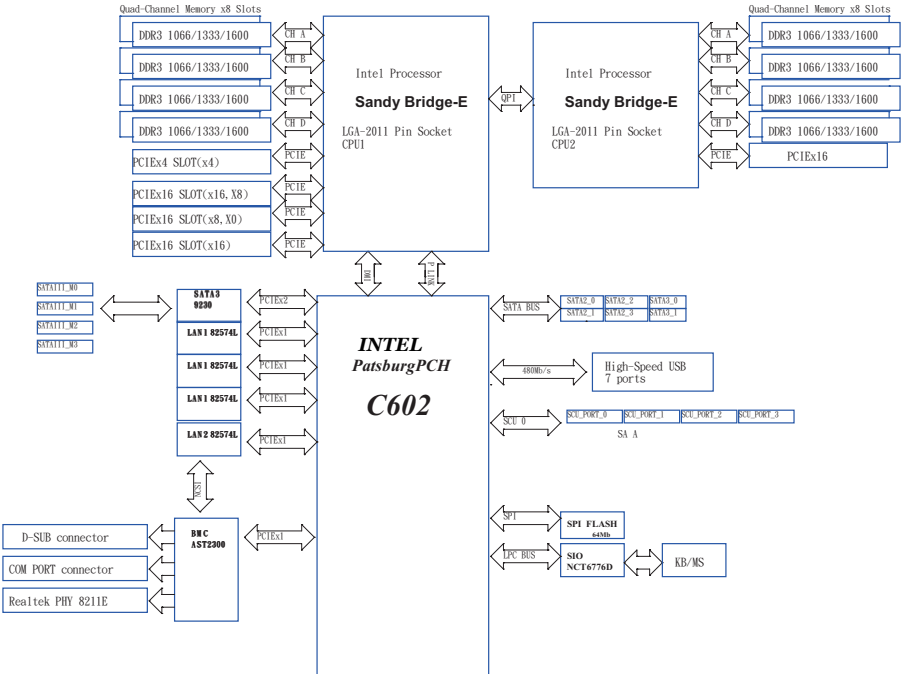 Quad-Channel Memory x8 Slots
DDR3 1066/1333/1600
CH A
DDR3 1066/1333/1600
CH B
DDR3 1066/1333/1600
CH C
DDR3 1066/1333/1600
CH D
PCIEx4 SLOT(x4)
PCIE
PCIEx16 SLOT(x16,X8)
PCIE
PCIEx16 SLOT(x8,X0)
PCIE
PCIEx16 SLOT(x16)
PCIE
Intel Processor
Sandy Bridge-E
LGA-2011 Pin Socket
CPU1
QPI
Intel Processor
Sandy Bridge-E
LGA-2011 Pin Socket
CPU2
Quad-Channel Memory x8 Slots
CH A
DDR3 1066/1333/1600
CH B
DDR3 1066/1333/1600
CH C
DDR3 1066/1333/1600
CH D
DDR3 1066/1333/1600
PCIE
PCIEx16
DMI
P LINK
SATAIII_M0
SATAIII_M1
SATAIII_M2
SATAIII_M3
SATA3
9230
PCIEx2
LAN1 82574L
PCIEx1
LAN1 82574L
PCIEx1
LAN1 82574L
PCIEx1
LAN2 82574L
PCIEx1
NCSI
BMC
AST2300
PCIEx1
D-SUB connector
COM PORT connector
Realtek PHY 8211E
INTEL
PatsburgPCH
C602
SATA BUS
SATA2_0 SATA2_2 SATA3_0
SATA2_1 SATA2_3 SATA3_1
480Mb/s
High-Speed USB
7 ports
SCU 0
SCU_PORT_0 SCU_PORT_1 SCU_PORT_2 SCU_PORT_3
SA A
SPI
SPI FLASH
64Mb
LPC BUS
SIO
NCT6776D
KB/MS